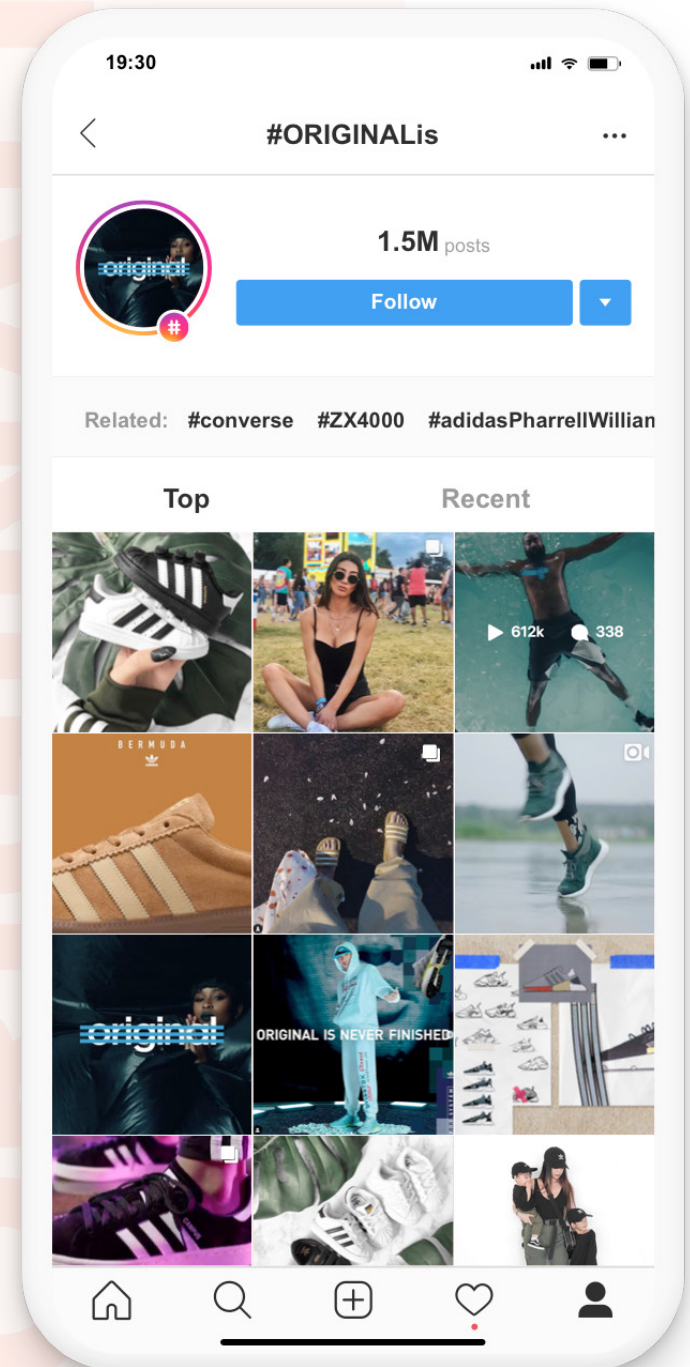 19:30
#ORIGINALis
1.5M posts
Follow
Related: #converse #ZX4000 #adidasPharrellWillian
Top Recent
612k 338
BERMUDA
original
original
ORIGINAL IS NEVER FINISHED